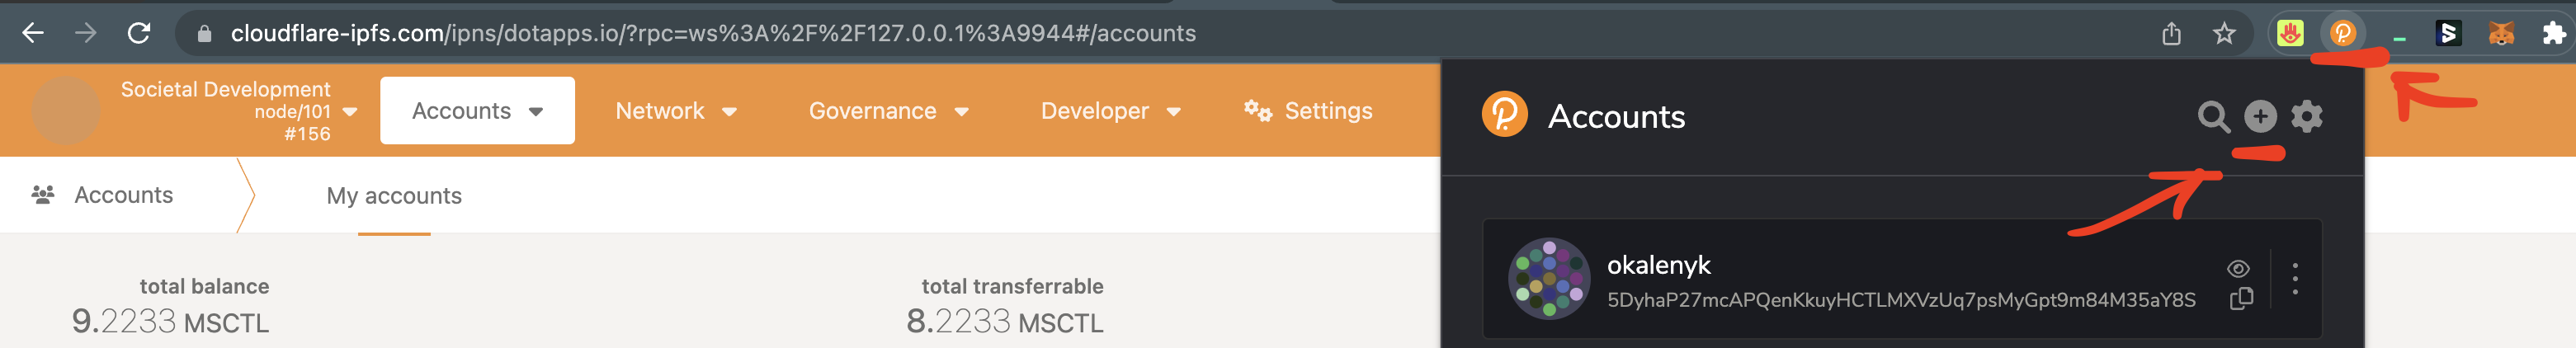 cloudflare-ipfs.com/ipns/dotapps.io/?rpc=ws%3A%2F%2F127.0.0.1%3A9944#/accounts
Societal Development
node/101
#156
Accounts
Network
Governance
Developer
Settings
Accounts
My accounts
total balance
9.2233 MSCTL
total transferrable
8.2233 MSCTL
Accounts
okalenyk
5DyhaP27mcAPQenKkuyHCTLMXVzUq7psMyGpt9m84M35aY8S